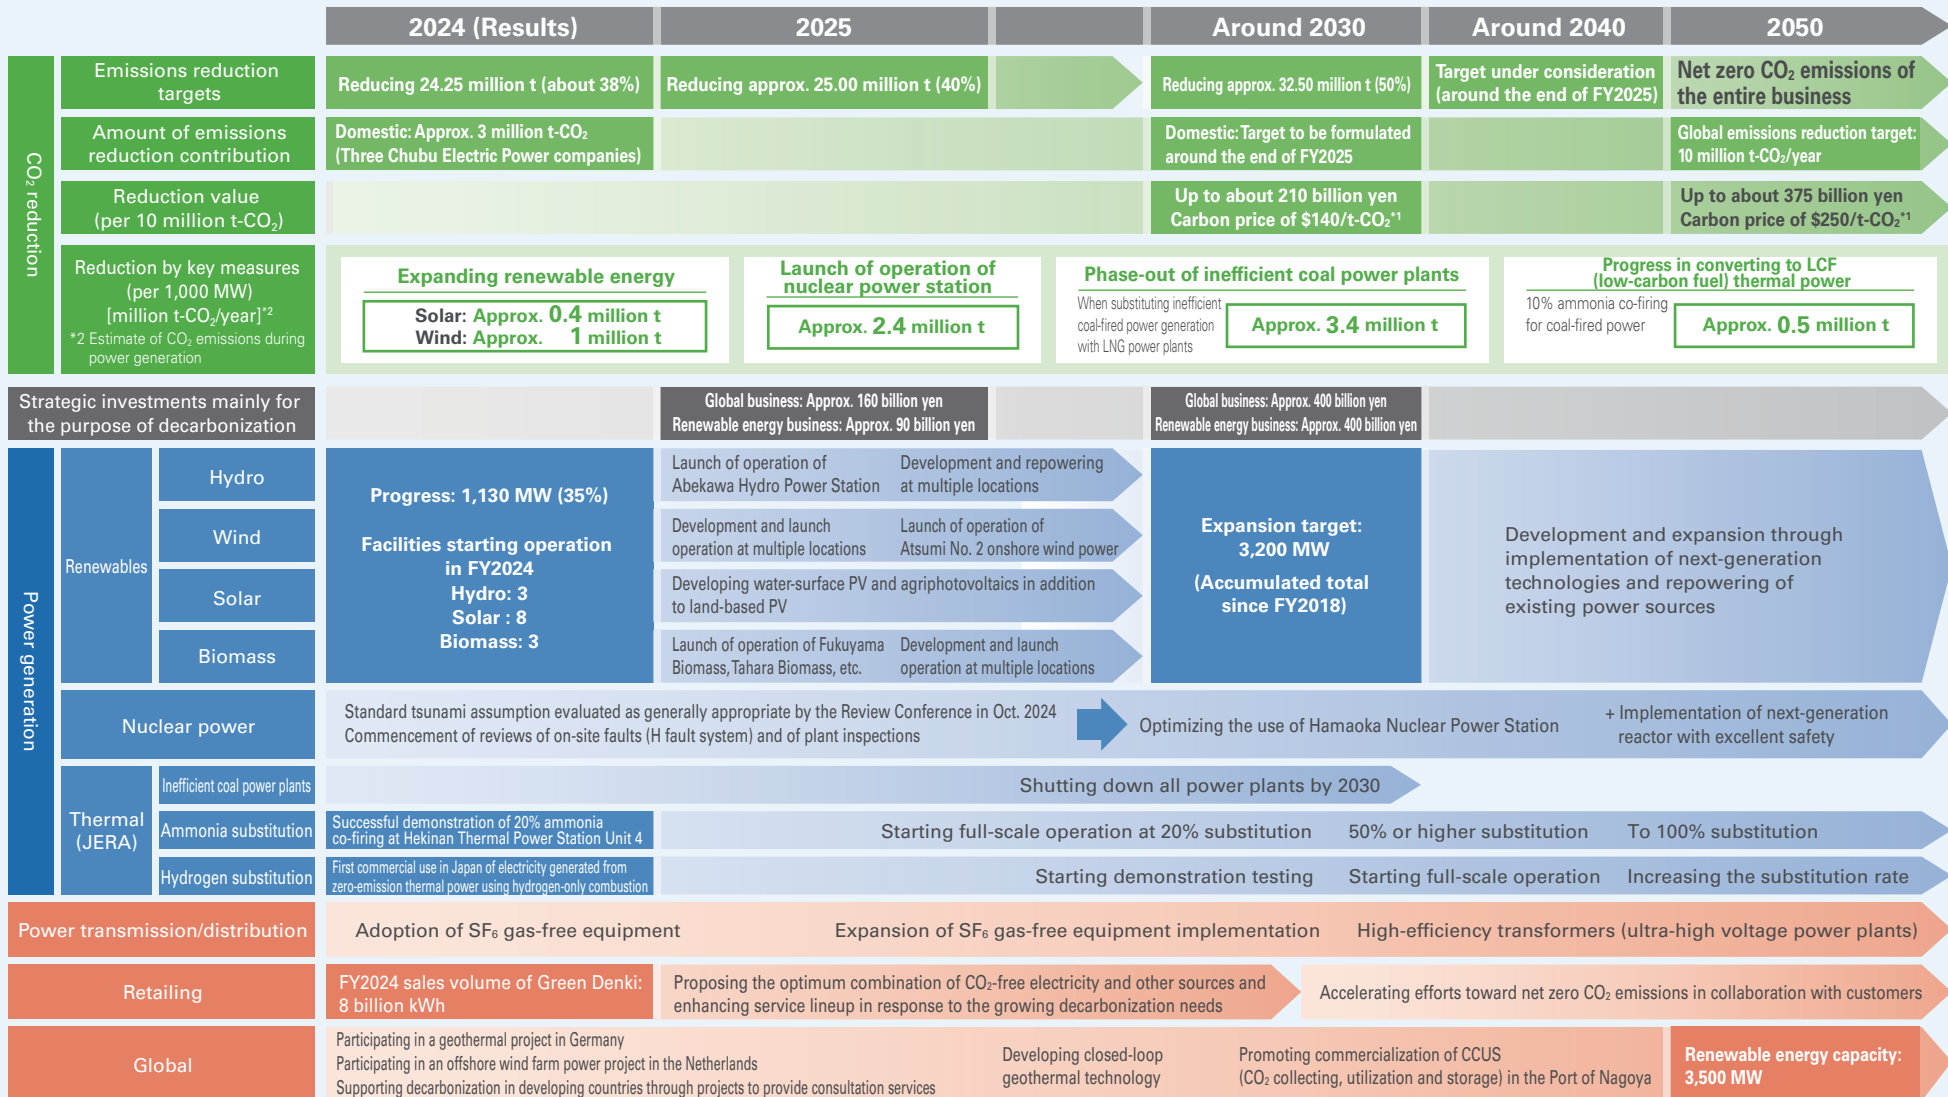 2024 (Results)
2025
Around 2030
Around 2040
2050
CO₂ reduction
Emissions reduction
targets
Reducing 24.25 million t (about 38%)
Reducing approx. 25.00 million t (40%)
Reducing approx. 32.50 million t (50%)
Target under consideration
(around the end of FY2025)
Net zero CO₂ emissions of
the entire business
Amount of emissions
reduction contribution
Domestic: Approx. 3 million t-CO₂
(Three Chubu Electric Power companies)
Domestic: Target to be formulated
around the end of FY2025
Global emissions reduction target:
10 million t-CO₂/year
Reduction value
(per 10 million t-CO₂)
Up to about 210 billion yen
Carbon price of $140/t-CO₂*1
Up to about 375 billion yen
Carbon price of $250/t-CO₂*1
Reduction by key measures
(per 1,000 MW)
[million t-CO₂/year]*2
*2 Estimate of CO₂ emissions during
power generation
Expanding renewable energy
Solar: Approx. 0.4 million t
Wind: Approx. 1 million t
Launch of operation of
nuclear power station
Approx. 2.4 million t
Phase-out of inefficient coal power plants
When substituting inefficient
coal-fired power generation
with LNG power plants
Approx. 3.4 million t
Progress in converting to LCF
(low-carbon fuel) thermal power
10% ammonia co-firing
for coal-fired power
Approx. 0.5 million t
Strategic investments mainly for
the purpose of decarbonization
Global business: Approx. 160 billion yen
Renewable energy business: Approx. 90 billion yen
Global business: Approx. 400 billion yen
Renewable energy business: Approx. 400 billion yen
Power generation
Renewables
Hydro
Wind
Solar
Biomass
Progress: 1,130 MW (35%)
Facilities starting operation
in FY2024
Hydro: 3
Solar : 8
Biomass: 3
Launch of operation of
Abekawa Hydro Power Station
Development and repowering
at multiple locations
Development and launch
operation at multiple locations
Launch of operation of
Atsumi No. 2 onshore wind power
Developing water-surface PV and agriphotovoltaics in addition
to land-based PV
Launch of operation of Fukuyama
Biomass, Tahara Biomass, etc.
Development and launch
operation at multiple locations
Expansion target:
3,200 MW
(Accumulated total
since FY2018)
Development and expansion through
implementation of next-generation
technologies and repowering of
existing power sources
Nuclear power
Standard tsunami assumption evaluated as generally appropriate by the Review Conference in Oct. 2024
Commencement of reviews of on-site faults (H fault system) and of plant inspections
Optimizing the use of Hamaoka Nuclear Power Station
+ Implementation of next-generation
reactor with excellent safety
Thermal
(JERA)
Inefficient coal power plants
Shutting down all power plants by 2030
Ammonia substitution
Successful demonstration of 20% ammonia
co-firing at Hekinan Thermal Power Station Unit 4
Starting full-scale operation at 20% substitution
50% or higher substitution
To 100% substitution
Hydrogen substitution
First commercial use in Japan of electricity generated from
zero-emission thermal power using hydrogen-only combustion
Starting demonstration testing
Starting full-scale operation
Increasing the substitution rate
Power transmission/distribution
Adoption of SF₆ gas-free equipment
Expansion of SF₆ gas-free equipment implementation
High-efficiency transformers (ultra-high voltage power plants)
Retailing
FY2024 sales volume of Green Denki:
8 billion kWh
Proposing the optimum combination of CO₂-free electricity and other sources and
enhancing service lineup in response to the growing decarbonization needs
Accelerating efforts toward net zero CO₂ emissions in collaboration with customers
Global
Participating in a geothermal project in Germany
Participating in an offshore wind farm power project in the Netherlands
Supporting decarbonization in developing countries through projects to provide consultation services
Developing closed-loop
geothermal technology
Promoting commercialization of CCUS
(CO₂ collecting, utilization and storage) in the Port of Nagoya
Renewable energy capacity:
3,500 MW